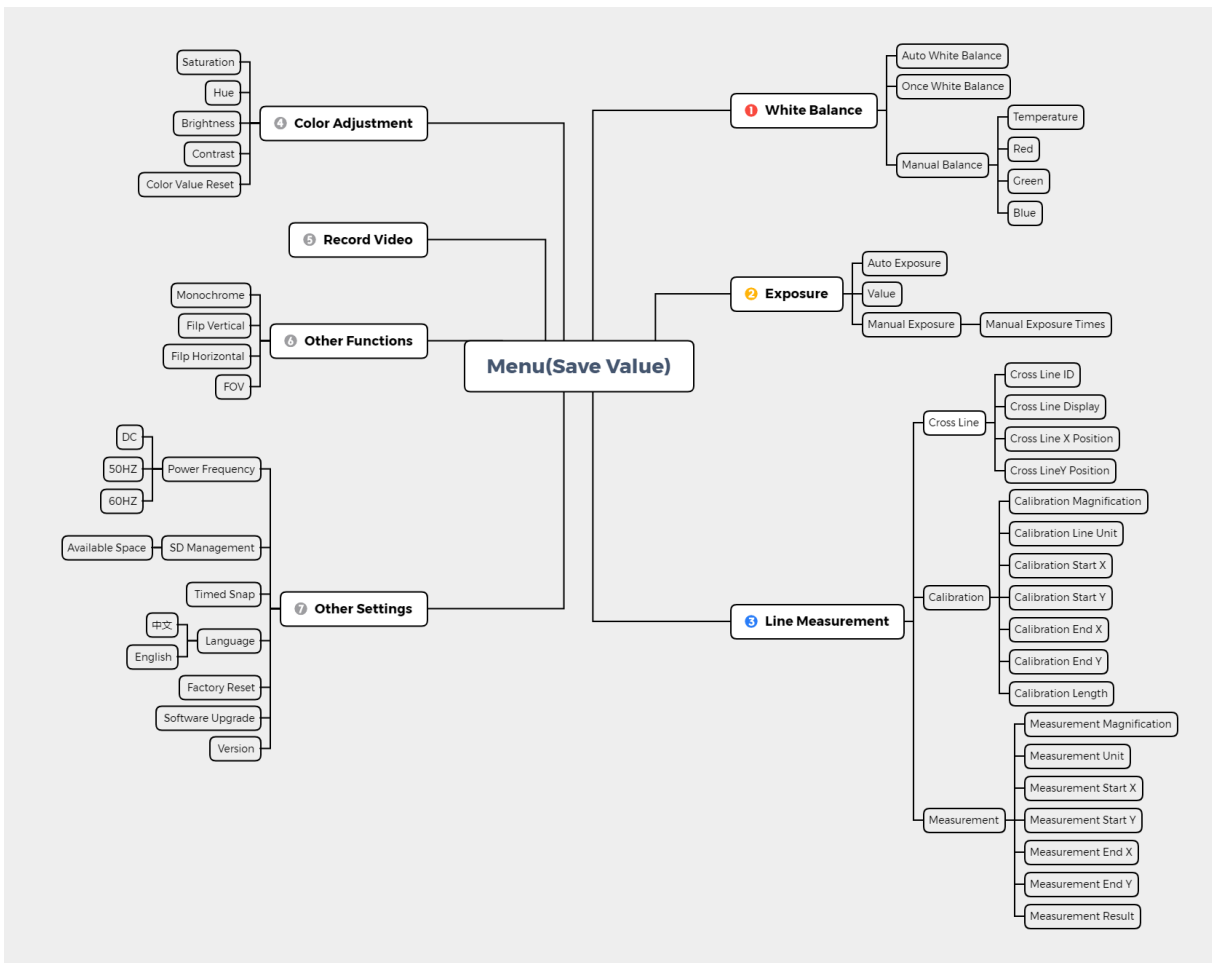 Menu(Save Value)
1 White Balance
Auto White Balance
Once White Balance
Manual Balance
Temperature
Red
Green
Blue
2 Exposure
Auto Exposure
Value
Manual Exposure
Manual Exposure Times
3 Line Measurement
Cross Line
Cross Line ID
Cross Line Display
Cross Line X Position
Cross LineY Position
Calibration
Calibration Magnification
Calibration Line Unit
Calibration Start X
Calibration Start Y
Calibration End X
Calibration End Y
Calibration Length
Measurement
Measurement Magnification
Measurement Unit
Measurement Start X
Measurement Start Y
Measurement End X
Measurement End Y
Measurement Result
4 Color Adjustment
Saturation
Hue
Brightness
Contrast
Color Value Reset
5 Record Video
6 Other Functions
Monochrome
Filp Vertical
Filp Horizontal
FOV
7 Other Settings
Power Frequency
DC
50HZ
60HZ
SD Management
Available Space
Timed Snap
Language
中文
English
Factory Reset
Software Upgrade
Version